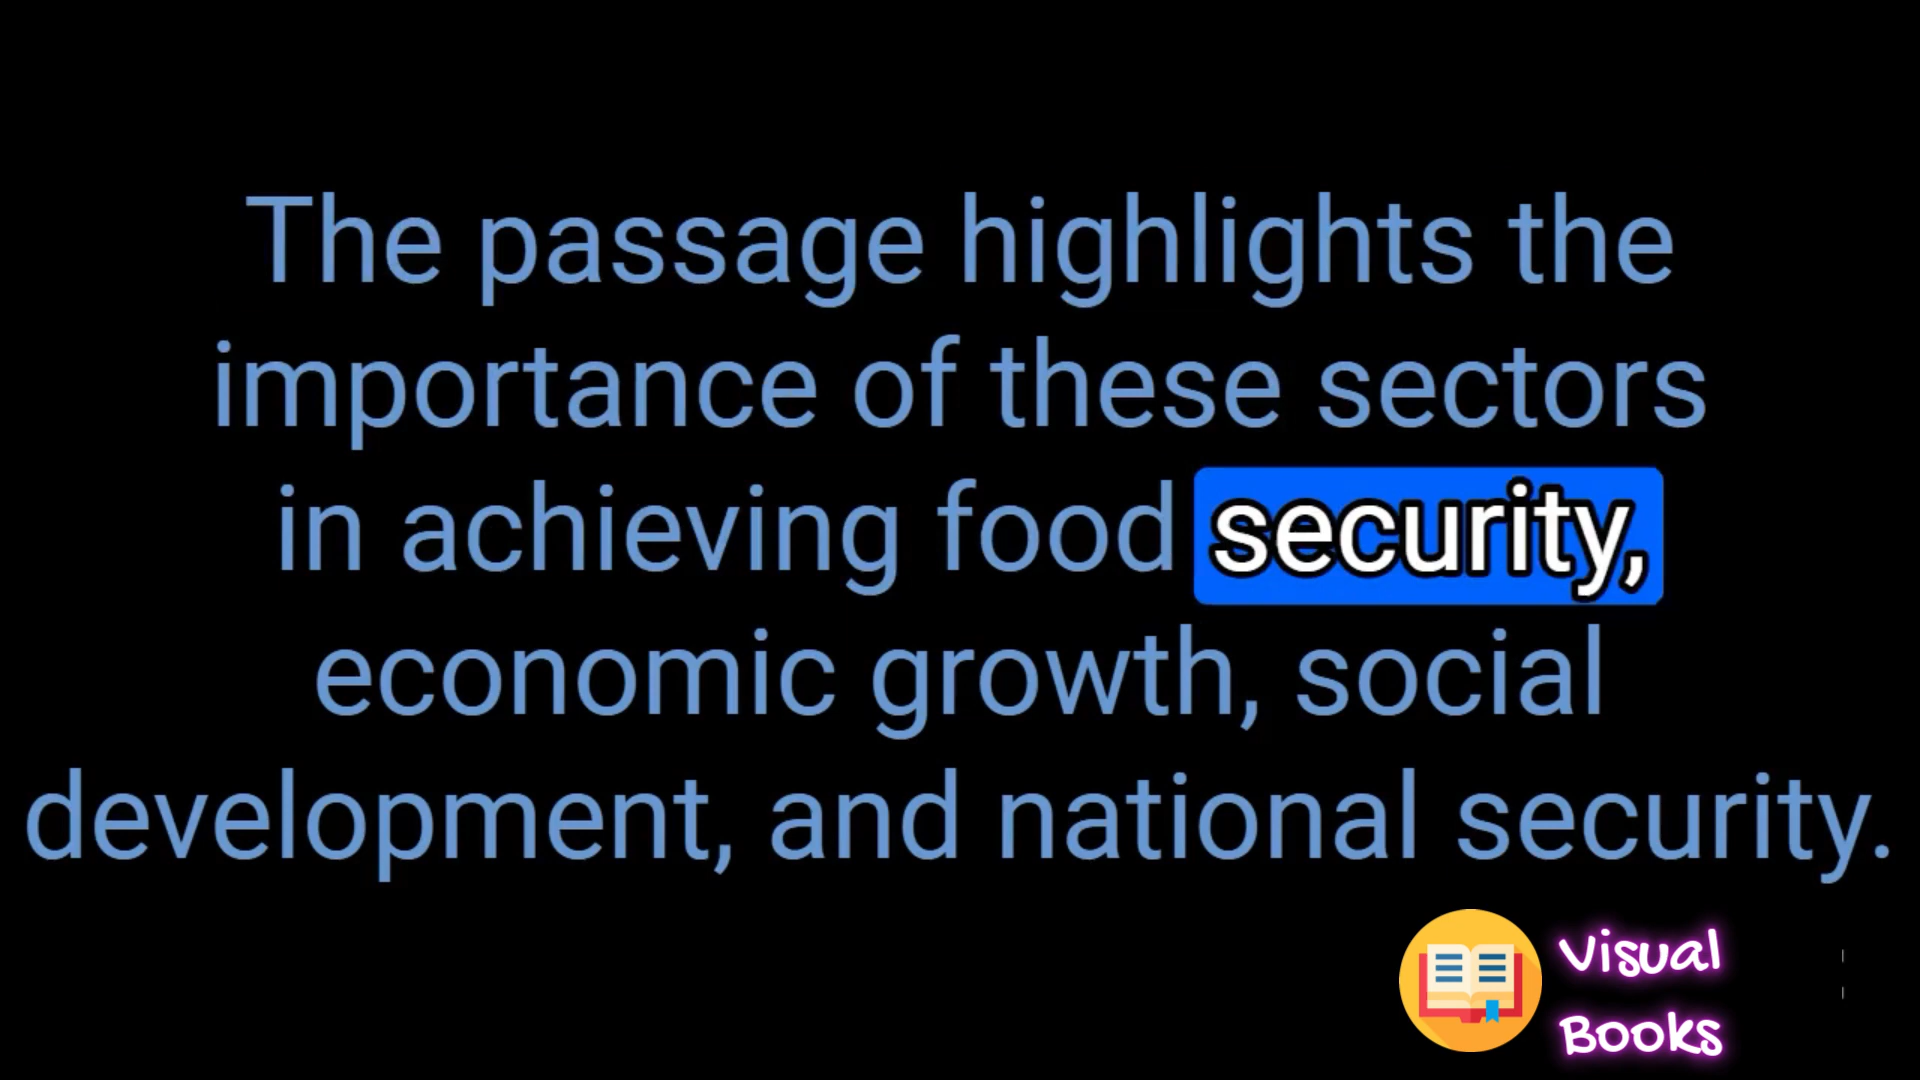 The passage highlights the
importance of these sectors
in achieving food security,
economic growth, social
development, and national security.
Visual
Books